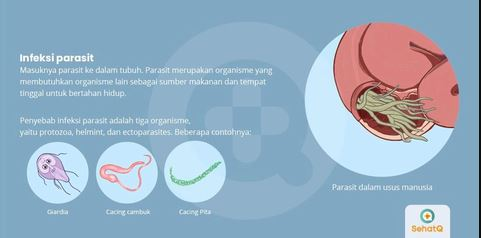 Infeksi parasit
Masuknya parasit ke dalam tubuh. Parasit merupakan organisme yang
membutuhkan organisme lain sebagai sumber makanan dan tempat
tinggal untuk bertahan hidup.
Penyebab infeksi parasit adalah tiga organisme,
yaitu protozoa, helmint, dan ectoparasites. Beberapa contohnya:
Giardia
Cacing cambuk
Cacing Pita
Parasit dalam usus manusia
SehatQ